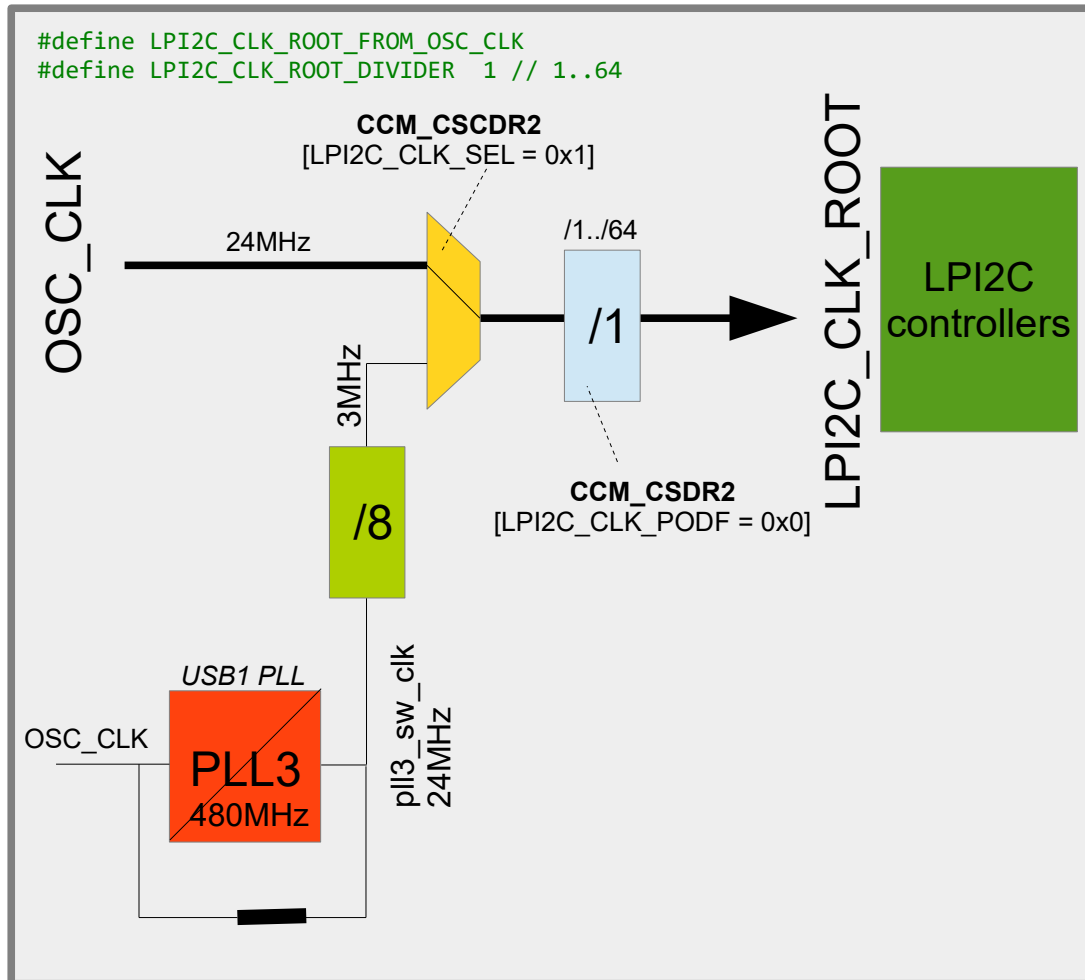 #define LPI2C_CLK_ROOT_FROM_OSC_CLK
#define LPI2C_CLK_ROOT_DIVIDER 1 // 1..64
CCM_CSCDR2
[LPI2C_CLK_SEL = 0x1]
OSC_CLK
24MHz
/1../64
/1
LPI2C_CLK_ROOT
LPI2C
controllers
3MHz
CCM_CSDR2
[LPI2C_CLK_PODF = 0x0]
/8
USB1 PLL
OSC_CLK
PLL3
480MHz
pll3_sw_clk
24MHz